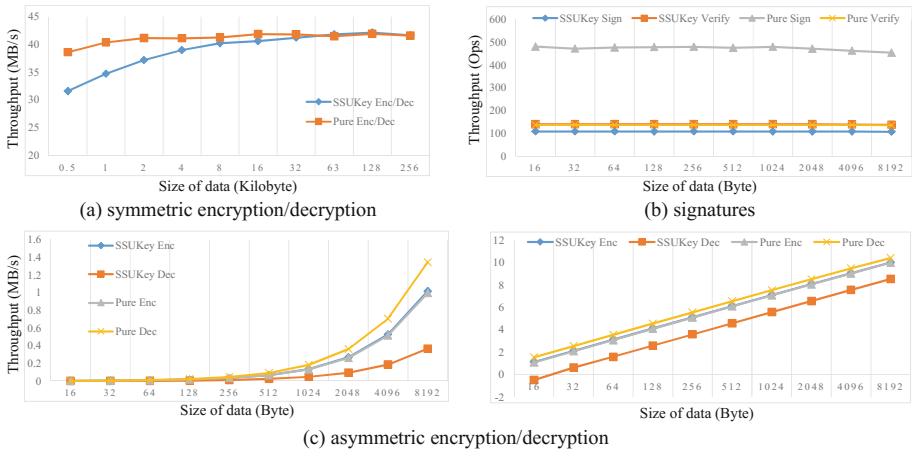 Throughput (MB/s)
45
40
35
30
25
20
SSUKey Enc/Dec
Pure Enc/Dec
0.5 1 2 4 8 16 32 63 128 256
Size of data (Kilobyte)
(a) symmetric encryption/decryption
SSUKey Sign SSUKey Verify Pure Sign Pure Verify
Throughput (Ops)
600
500
400
300
200
100
0
16 32 64 128 256 512 1024 2048 4096 8192
Size of data (Byte)
(b) signatures
Throughput (MB/s)
1.6
1.4
1.2
1
0.8
0.6
0.4
0.2
0
SSUKey Enc
SSUKey Dec
Pure Enc
Pure Dec
16 32 64 128 256 512 1024 2048 4096 8192
Size of data (Byte)
SSUKey Enc SSUKey Dec Pure Enc Pure Dec
Throughput (MB/s)
12
10
8
6
4
2
0
-2
16 32 64 128 256 512 1024 2048 4096 8192
Size of data (Byte)
(c) asymmetric encryption/decryption